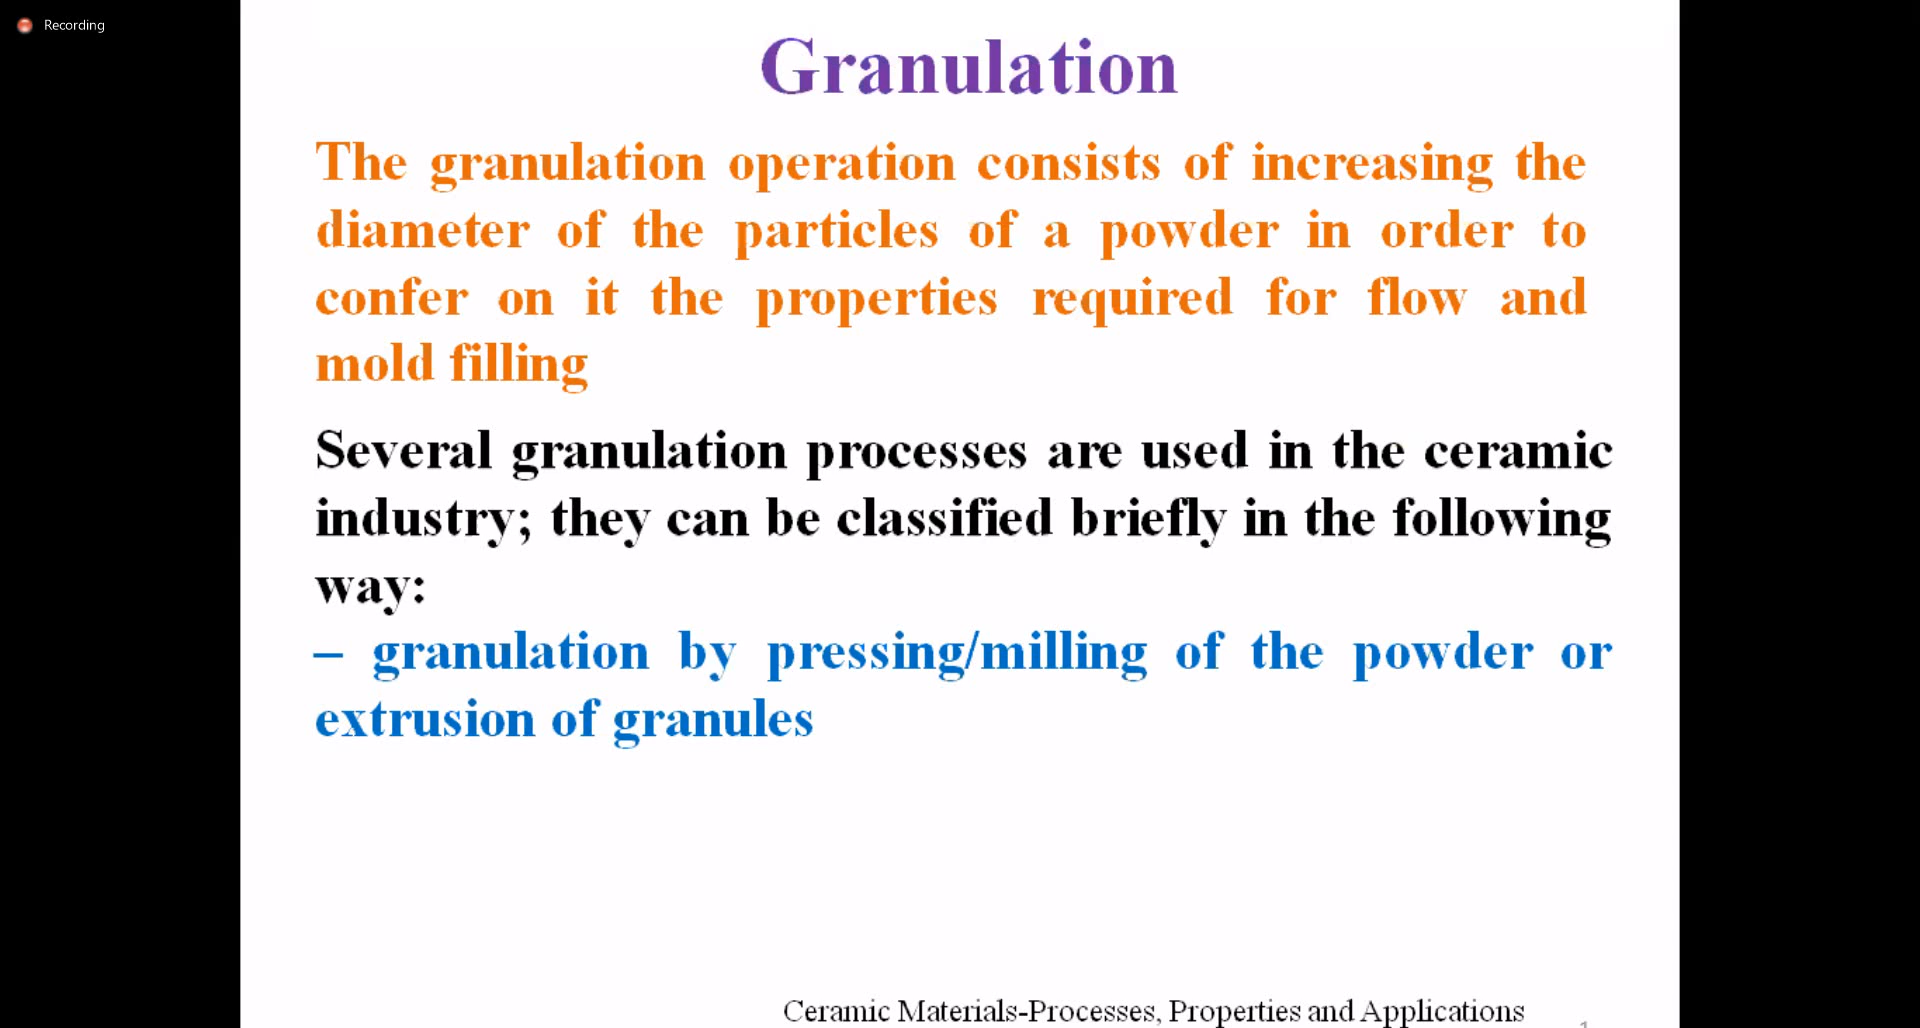 Recording
Granulation
The granulation operation consists of increasing the
diameter of the particles of a powder in order to
confer on it the properties required for flow and
mold filling
Several granulation processes are used in the ceramic
industry; they can be classified briefly in the following
way:
– granulation by pressing/milling of the powder or
extrusion of granules
Ceramic Materials-Processes, Properties and Applications